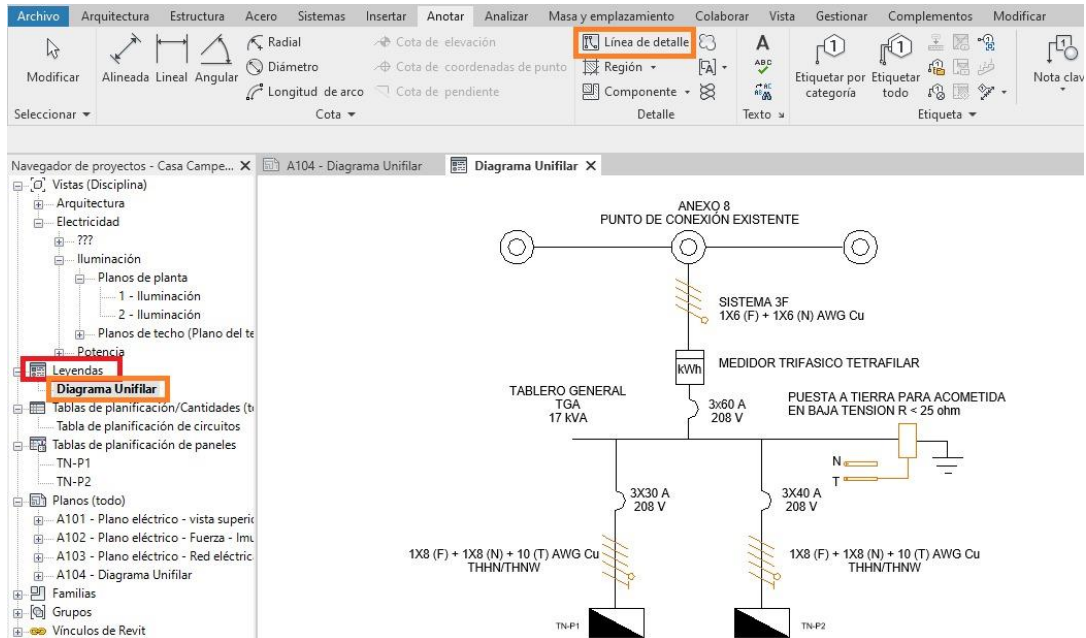 Archivo Arquitectura Estructura Acero Sistemas Insertar Anotar Analizar Masa y emplazamiento Colaborar Vista Gestionar Complementos Modificar
Modificar
Seleccionar
Alineada Lineal Angular
Radial
Diámetro
Longitud de arco
Cota de elevación
Cota de coordenadas de punto
Cota de pendiente
Cota
Línea de detalle
Región
Componente
Detalle
A
ABC
Texto
1
Etiquetar por categoría
1
Etiquetar todo
Etiqueta
1
Nota clav
Navegador de proyectos - Casa Campe... X
A104 - Diagrama Unifilar
Diagrama Unifilar X
Vistas (Disciplina)
Arquitectura
Electricidad
???
Iluminación
Planos de planta
1 - Iluminación
2 - Iluminación
Planos de techo (Plano del te
Potencia
Leyendas
Diagrama Unifilar
Tablas de planificación/Cantidades (t
Tabla de planificación de circuitos
Tablas de planificación de paneles
TN-P1
TN-P2
Planos (todo)
A101 - Plano eléctrico - vista superio
A102 - Plano eléctrico - Fuerza - Imu
A103 - Plano eléctrico - Red eléctric
A104 - Diagrama Unifilar
Familias
Grupos
Vínculos de Revit
ANEXO 8
PUNTO DE CONEXIÓN EXISTENTE
SISTEMA 3F
1X6 (F) + 1X6 (N) AWG Cu
kWh
MEDIDOR TRIFASICO TETRAFILAR
TABLERO GENERAL
TGA
17 kVA
3x60 A
208 V
PUESTA A TIERRA PARA ACOMETIDA
EN BAJA TENSION R < 25 ohm
N
T
3X30 A
208 V
3X40 A
208 V
1X8 (F) + 1X8 (N) + 10 (T) AWG Cu
THHN/THNW
1X8 (F) + 1X8 (N) + 10 (T) AWG Cu
THHN/THNW
TN-P1
TN-P2